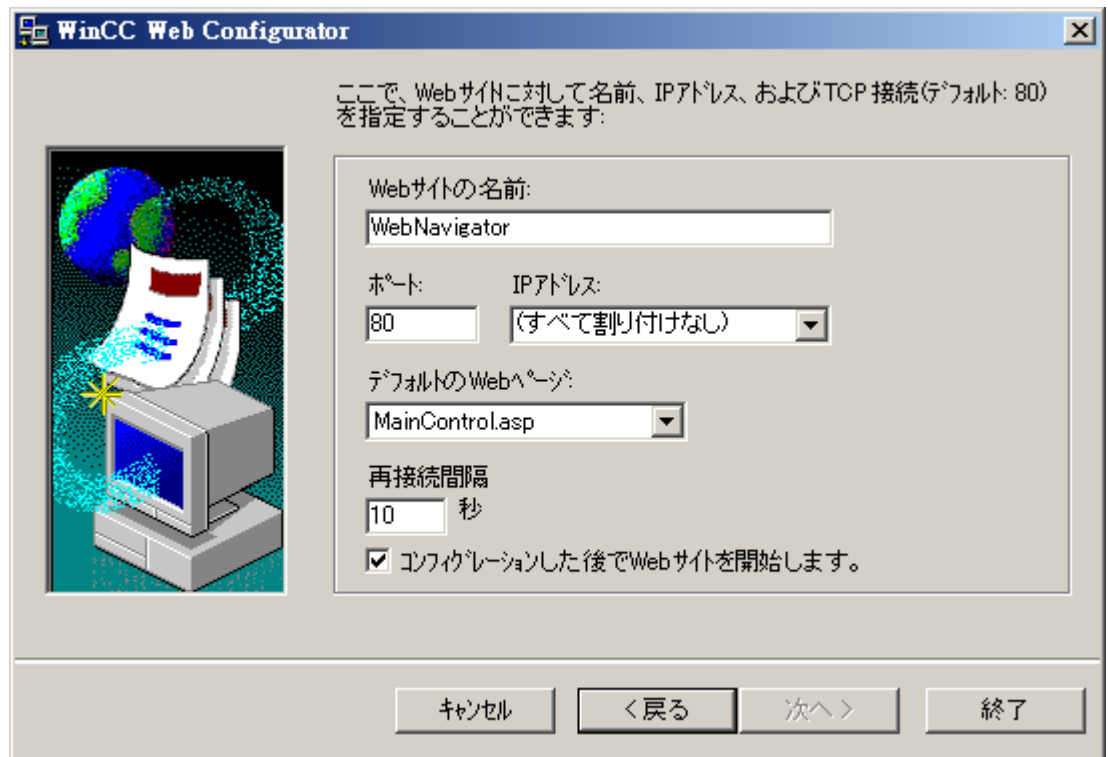 WinCC Web Configurator
ここで、Webｻｲﾄに対して名前、IPｱﾄﾞﾚｽ、およびTCP 接続(ﾃﾞﾌｫﾙﾄ: 80)
を指定することができます:
Webｻｲﾄの名前:
WebNavigator
ﾎﾟｰﾄ: IPｱﾄﾞﾚｽ:
80 (すべて割り付けなし)
ﾃﾞﾌｫﾙﾄのWebﾍﾟｰｼﾞ:
MainControl.asp
再接続間隔
10 秒
ｺﾝﾌｨｸﾞﾚｰｼｮﾝした後でWebｻｲﾄを開始します。
ｷｬﾝｾﾙ <戻る 次へ> 終了